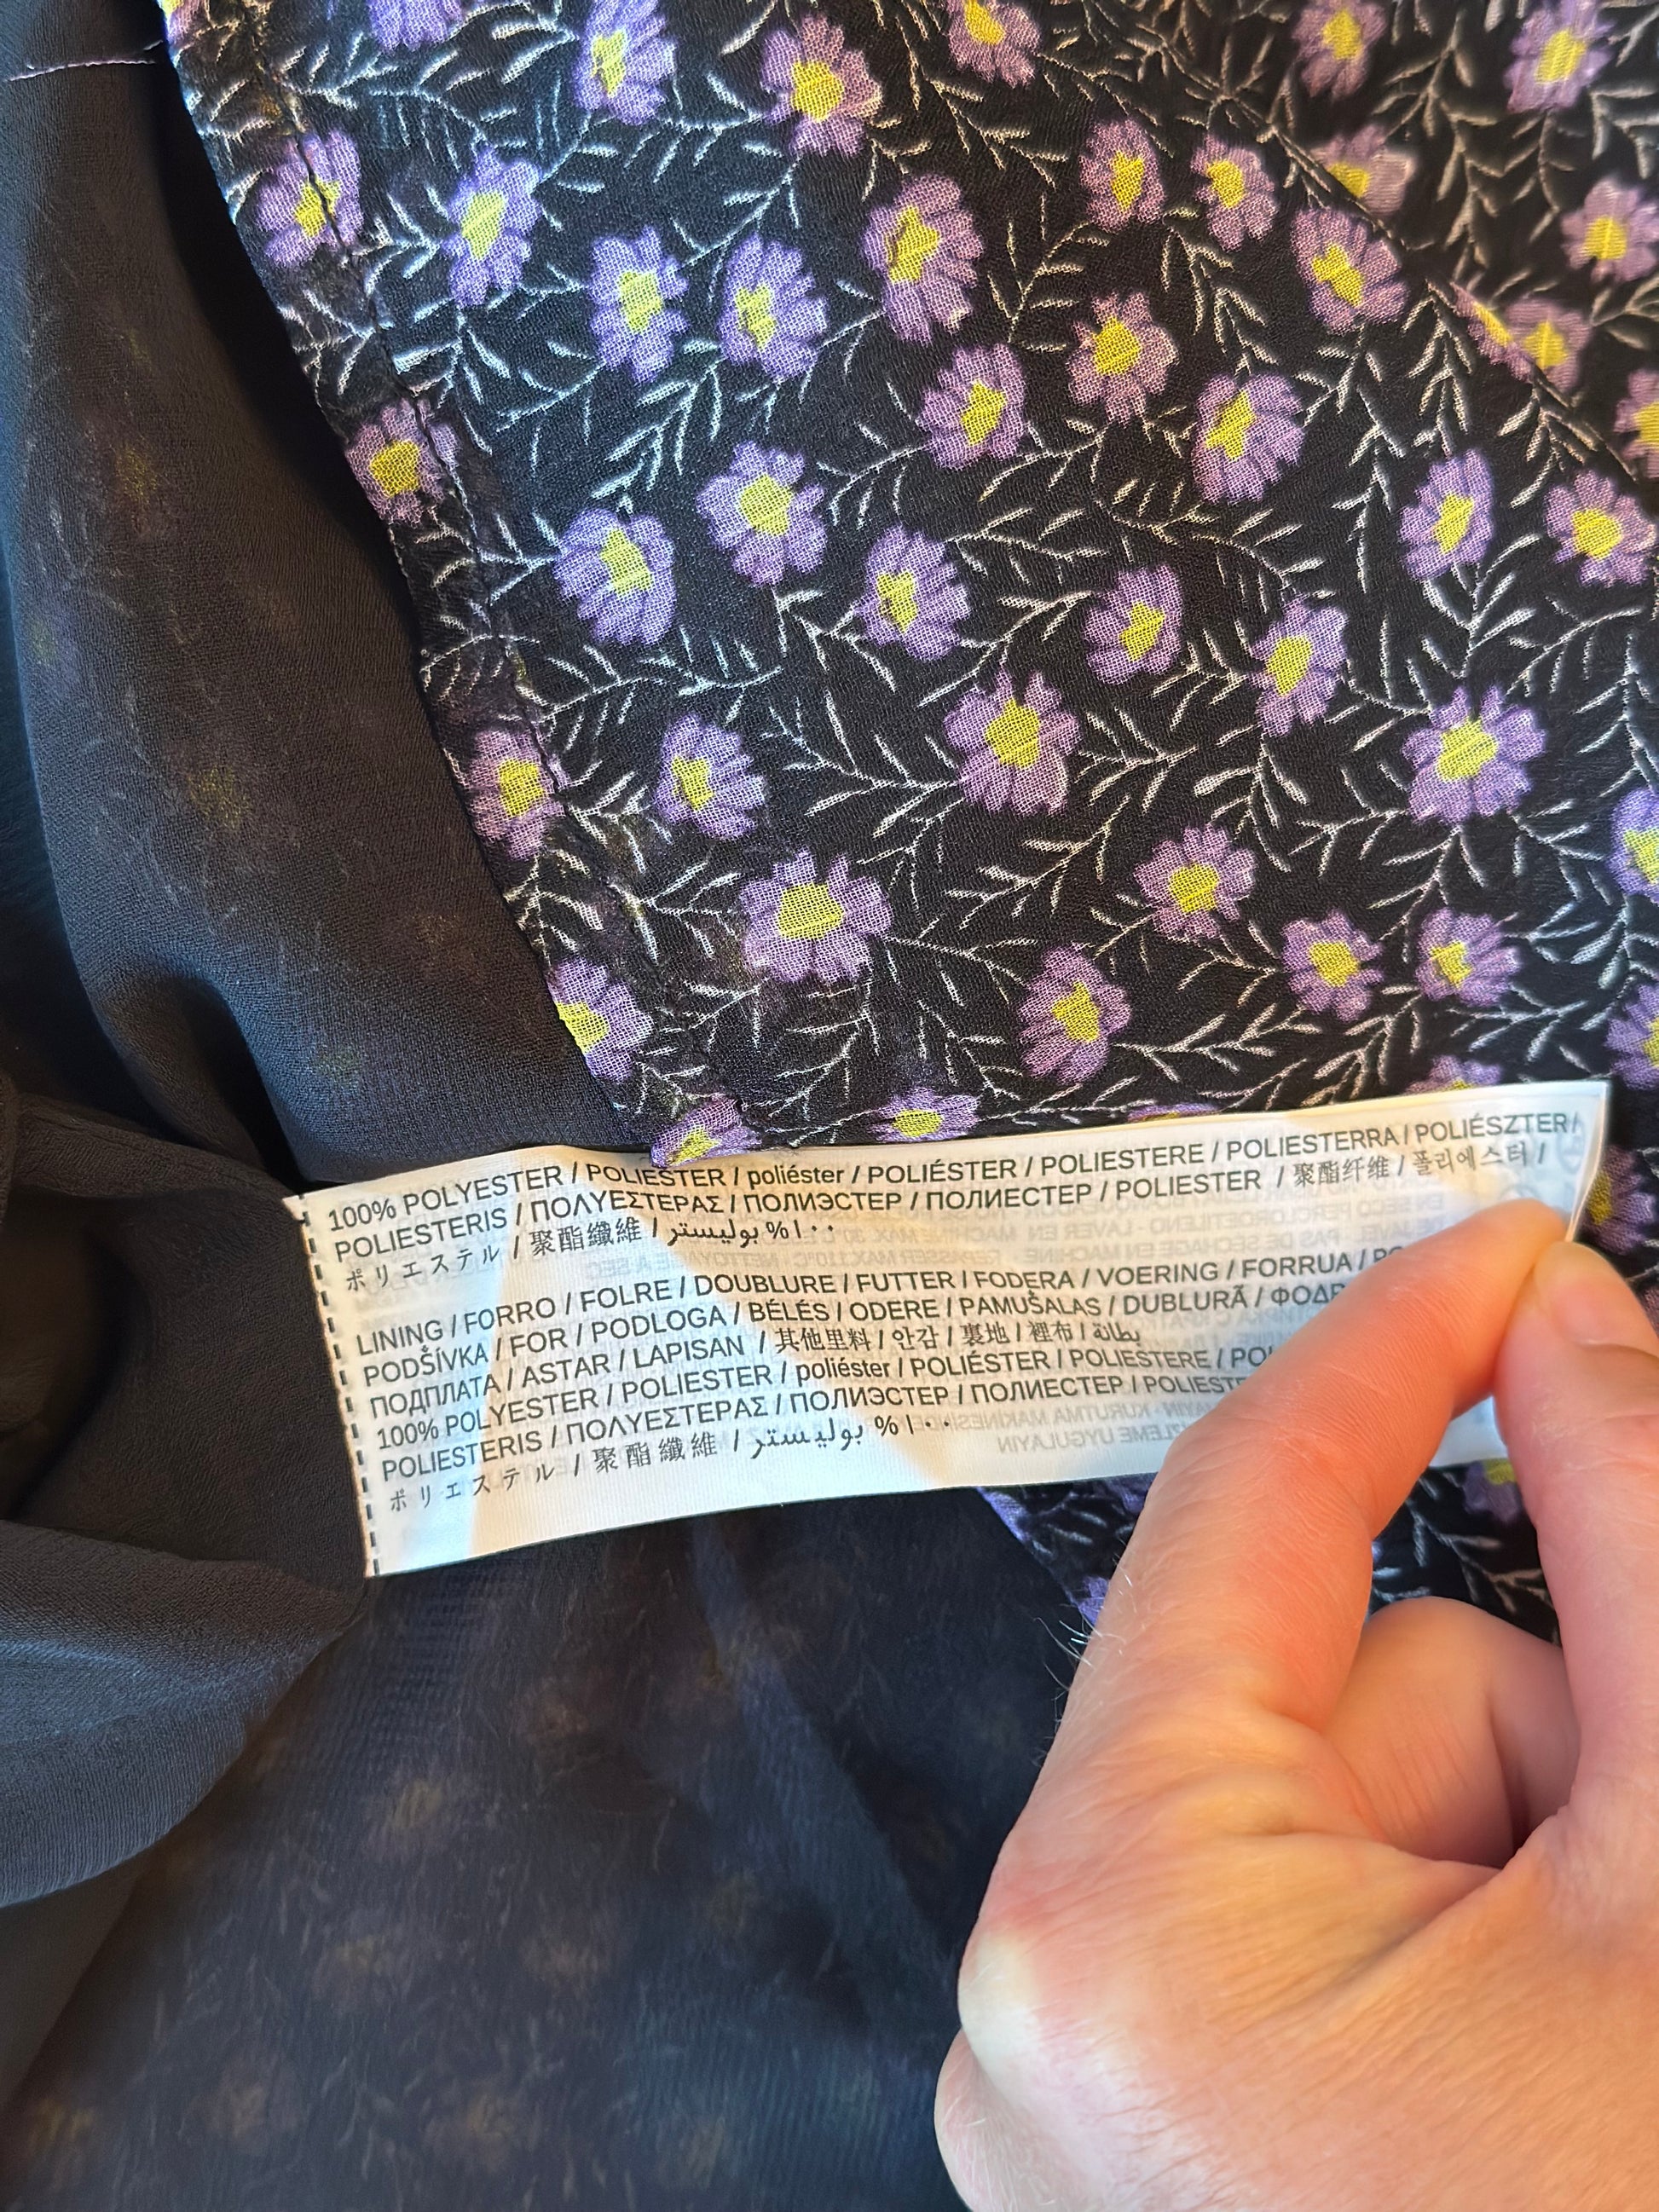 100% POLYESTER / POLIESTER / poliéster / POLIÉSTER / POLIESTERE / POLIESTERRA / POLIÉSZTER /
POLIESTERIS / ΠΟΛΥΕΣΤΕΡΑΣ / ПОЛИЭСТЕР / ПОЛИЕСТЕР / POLIESTER / 聚酯纤维 / 폴리에스터 /
ポリエステル / 聚酯纖維 / بوليستر %١٠٠
LINING / FORRO / FOLRE / DOUBLURE / FUTTER / FODERA / VOERING / FORRUA /
PODŠÍVKA / FOR / PODLOGA / BÉLÉS / ODERE / PAMUŠALAS / DUBLURĂ /
ПОДПЛАТА / ASTAR / LAPISAN / 其他里料 / 안감 / 裏地 / 裡布 / بطانة
100% POLYESTER / POLIESTER / poliéster / POLIÉSTER / POLIESTERE /
POLIESTERIS / ΠΟΛΥΕΣΤΕΡΑΣ / ПОЛИЭСТЕР / ПОЛИЕСТЕР /
ポリエステル / 聚酯纖維 / بوليستر %١٠٠